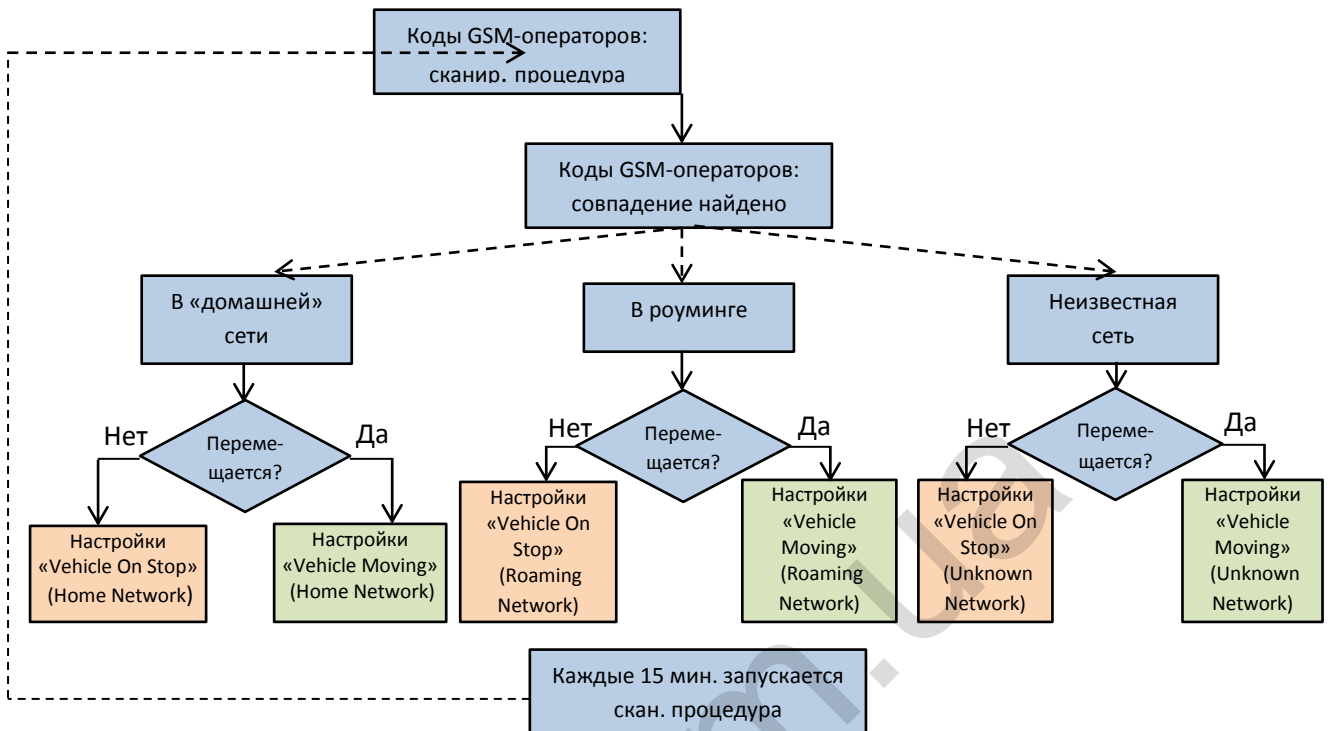 Коды GSM-операторов:
сканир. процедура
Коды GSM-операторов:
совпадение найдено
В «домашней»
сети
В роуминге
Неизвестная
сеть
Нет
Переме-
щается?
Да
Нет
Переме-
щается?
Да
Нет
Переме-
щается?
Да
Настройки
«Vehicle On Stop»
(Home Network)
Настройки
«Vehicle Moving»
(Home Network)
Настройки
«Vehicle On
Stop»
(Roaming
Network)
Настройки
«Vehicle
Moving»
(Roaming
Network)
Настройки
«Vehicle On
Stop»
(Unknown
Network)
Настройки
«Vehicle
Moving»
(Unknown
Network)
Каждые 15 мин. запускается
скан. процедура
m.ua